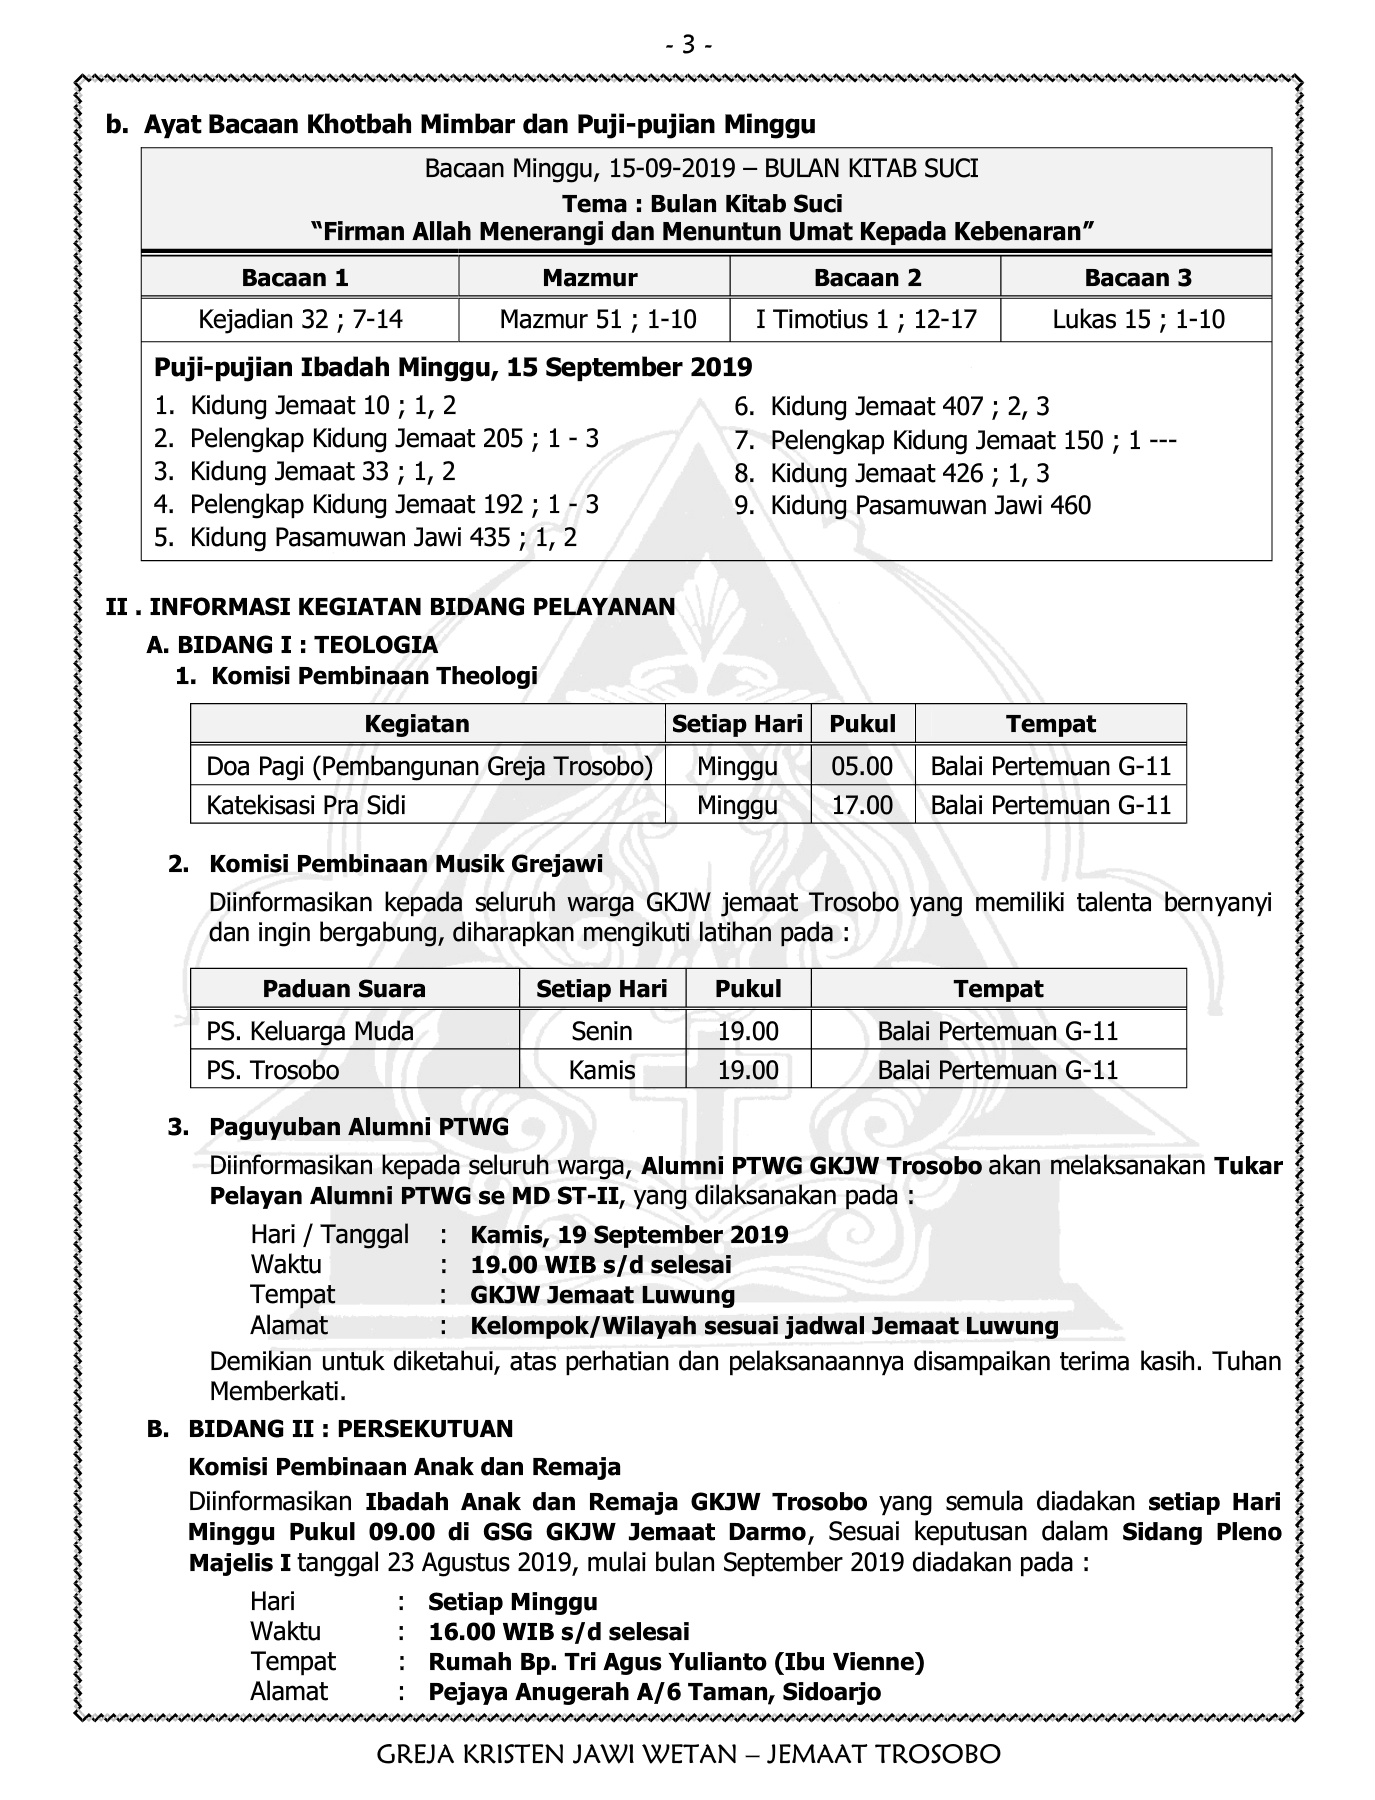 - 3 -
b. Ayat Bacaan Khotbah Mimbar dan Puji-pujian Minggu
Bacaan Minggu, 15-09-2019 – BULAN KITAB SUCI
Tema : Bulan Kitab Suci
“Firman Allah Menerangi dan Menuntun Umat Kepada Kebenaran”
Bacaan 1 Mazmur Bacaan 2 Bacaan 3
Kejadian 32 ; 7-14 Mazmur 51 ; 1-10 I Timotius 1 ; 12-17 Lukas 15 ; 1-10
Puji-pujian Ibadah Minggu, 15 September 2019
1. Kidung Jemaat 10 ; 1, 2
2. Pelengkap Kidung Jemaat 205 ; 1 - 3
3. Kidung Jemaat 33 ; 1, 2
4. Pelengkap Kidung Jemaat 192 ; 1 - 3
5. Kidung Pasamuwan Jawi 435 ; 1, 2
6. Kidung Jemaat 407 ; 2, 3
7. Pelengkap Kidung Jemaat 150 ; 1 ---
8. Kidung Jemaat 426 ; 1, 3
9. Kidung Pasamuwan Jawi 460
II . INFORMASI KEGIATAN BIDANG PELAYANAN
A. BIDANG I : TEOLOGIA
1. Komisi Pembinaan Theologi
Kegiatan Setiap Hari Pukul Tempat
Doa Pagi (Pembangunan Greja Trosobo) Minggu 05.00 Balai Pertemuan G-11
Katekisasi Pra Sidi Minggu 17.00 Balai Pertemuan G-11
2. Komisi Pembinaan Musik Grejawi
Diinformasikan kepada seluruh warga GKJW jemaat Trosobo yang memiliki talenta bernyanyi
dan ingin bergabung, diharapkan mengikuti latihan pada :
Paduan Suara Setiap Hari Pukul Tempat
PS. Keluarga Muda Senin 19.00 Balai Pertemuan G-11
PS. Trosobo Kamis 19.00 Balai Pertemuan G-11
3. Paguyuban Alumni PTWG
Diinformasikan kepada seluruh warga, Alumni PTWG GKJW Trosobo akan melaksanakan Tukar
Pelayan Alumni PTWG se MD ST-II, yang dilaksanakan pada :
Hari / Tanggal : Kamis, 19 September 2019
Waktu : 19.00 WIB s/d selesai
Tempat : GKJW Jemaat Luwung
Alamat : Kelompok/Wilayah sesuai jadwal Jemaat Luwung
Demikian untuk diketahui, atas perhatian dan pelaksanaannya disampaikan terima kasih. Tuhan
Memberkati.
B. BIDANG II : PERSEKUTUAN
Komisi Pembinaan Anak dan Remaja
Diinformasikan Ibadah Anak dan Remaja GKJW Trosobo yang semula diadakan setiap Hari
Minggu Pukul 09.00 di GSG GKJW Jemaat Darmo, Sesuai keputusan dalam Sidang Pleno
Majelis I tanggal 23 Agustus 2019, mulai bulan September 2019 diadakan pada :
Hari : Setiap Minggu
Waktu : 16.00 WIB s/d selesai
Tempat : Rumah Bp. Tri Agus Yulianto (Ibu Vienne)
Alamat : Pejaya Anugerah A/6 Taman, Sidoarjo
GREJA KRISTEN JAWI WETAN – JEMAAT TROSOBO